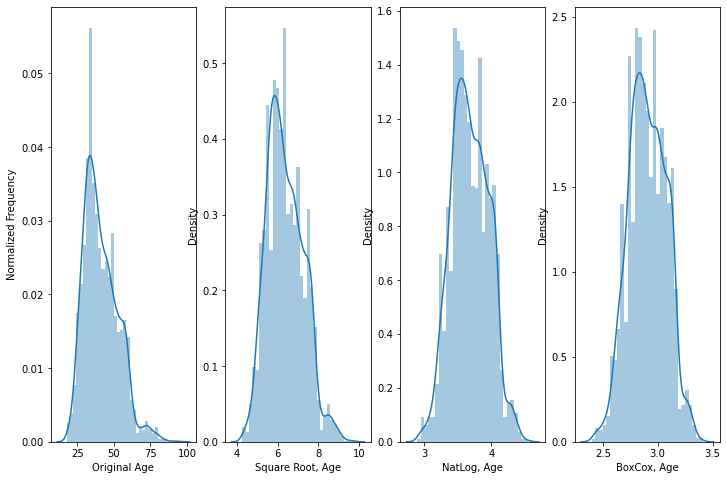 0.05
0.04
0.03
0.02
0.01
0.00
Normalized Frequency
25 50 75 100
Original Age
0.5
0.4
0.3
0.2
0.1
0.0
Density
4 6 8 10
Square Root, Age
1.6
1.4
1.2
1.0
0.8
0.6
0.4
0.2
0.0
Density
3 4
NatLog, Age
2.5
2.0
1.5
1.0
0.5
0.0
Density
2.5 3.0 3.5
BoxCox, Age